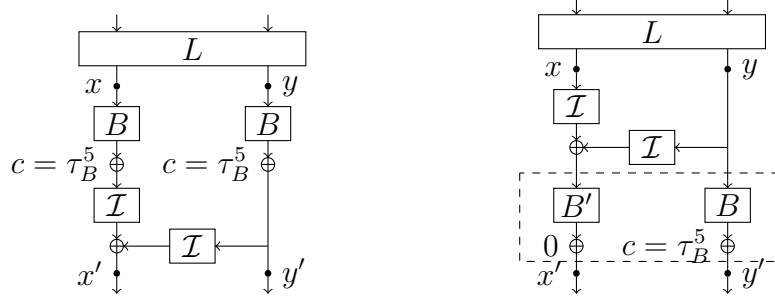 L
x y
B B
c = τ_B^5 c = τ_B^5
ℐ
ℐ
x′ y′
L
x y
ℐ
ℐ
B′ B
0 c = τ_B^5
x′ y′